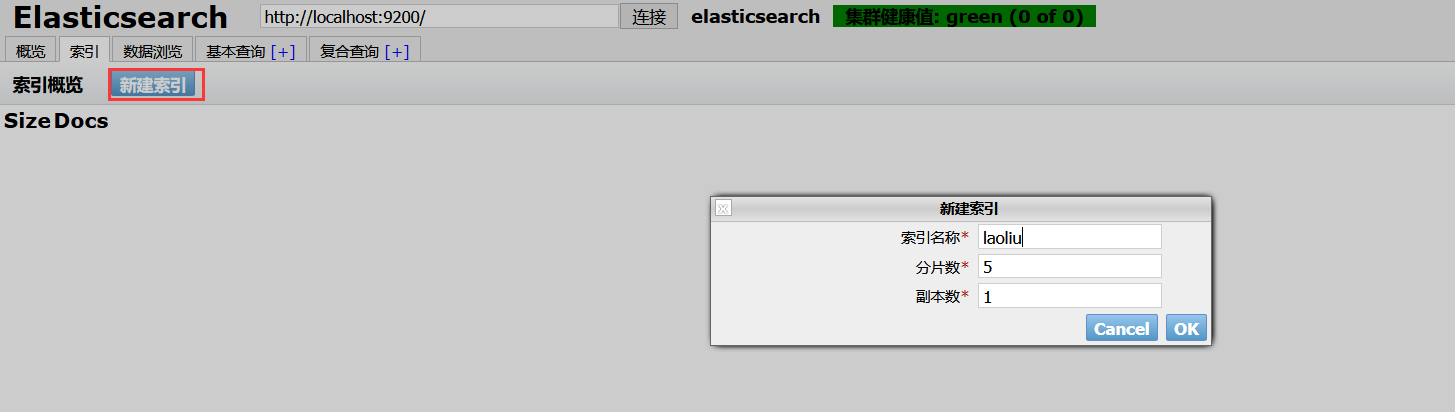 Elasticsearch http://localhost:9200/ 连接 elasticsearch 集群健康值: green (0 of 0)
概览 索引 数据浏览 基本查询 [+] 复合查询 [+]
索引概览 新建索引
Size Docs
新建索引
索引名称* laoliu
分片数* 5
副本数* 1
Cancel OK